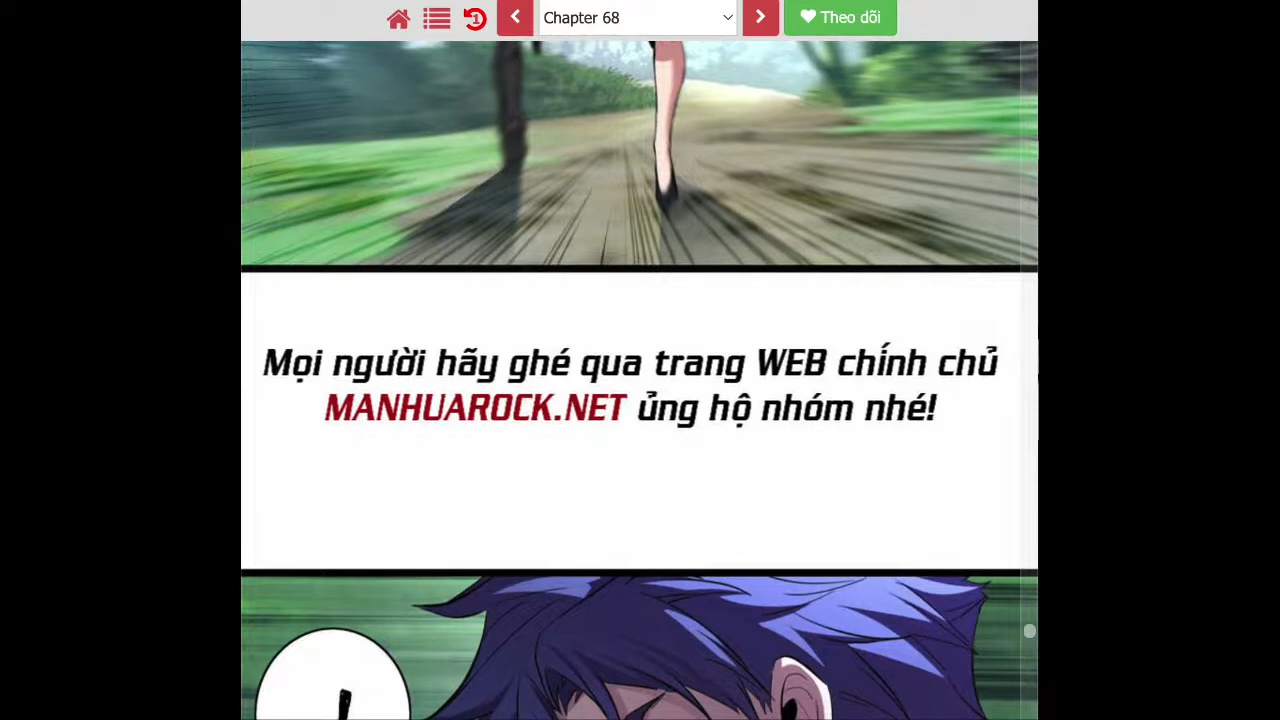 Chapter 68
Theo dõi
Mọi người hãy ghé qua trang WEB chính chủ
MANHUAROCK.NET ủng hộ nhóm nhé!